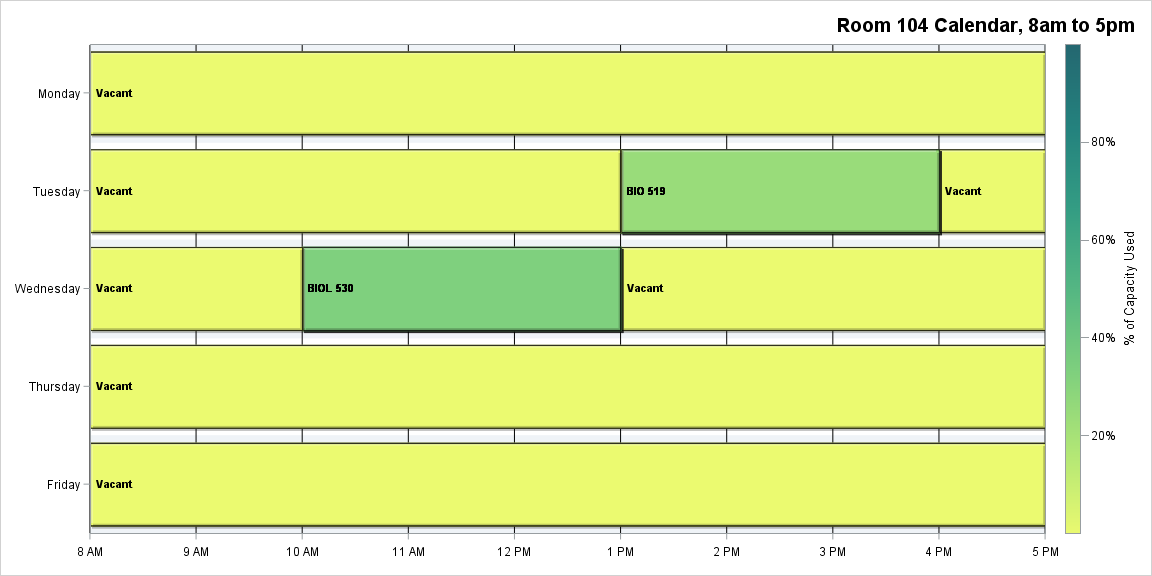 Room 104 Calendar, 8am to 5pm
Monday
Vacant
Tuesday
Vacant
BIO 519
Vacant
Wednesday
Vacant
BIOL 530
Vacant
Thursday
Vacant
Friday
Vacant
8 AM
9 AM
10 AM
11 AM
12 PM
1 PM
2 PM
3 PM
4 PM
5 PM
80%
60%
40%
20%
% of Capacity Used